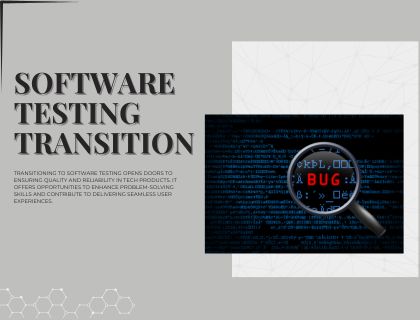 SOFTWARE
TESTING
TRANSITION
TRANSITIONING TO SOFTWARE TESTING OPENS DOORS TO
ENSURING QUALITY AND RELIABILITY IN TECH PRODUCTS. IT
OFFERS OPPORTUNITIES TO ENHANCE PROBLEM-SOLVING
SKILLS AND CONTRIBUTE TO DELIVERING SEAMLESS USER
EXPERIENCES.
BUG